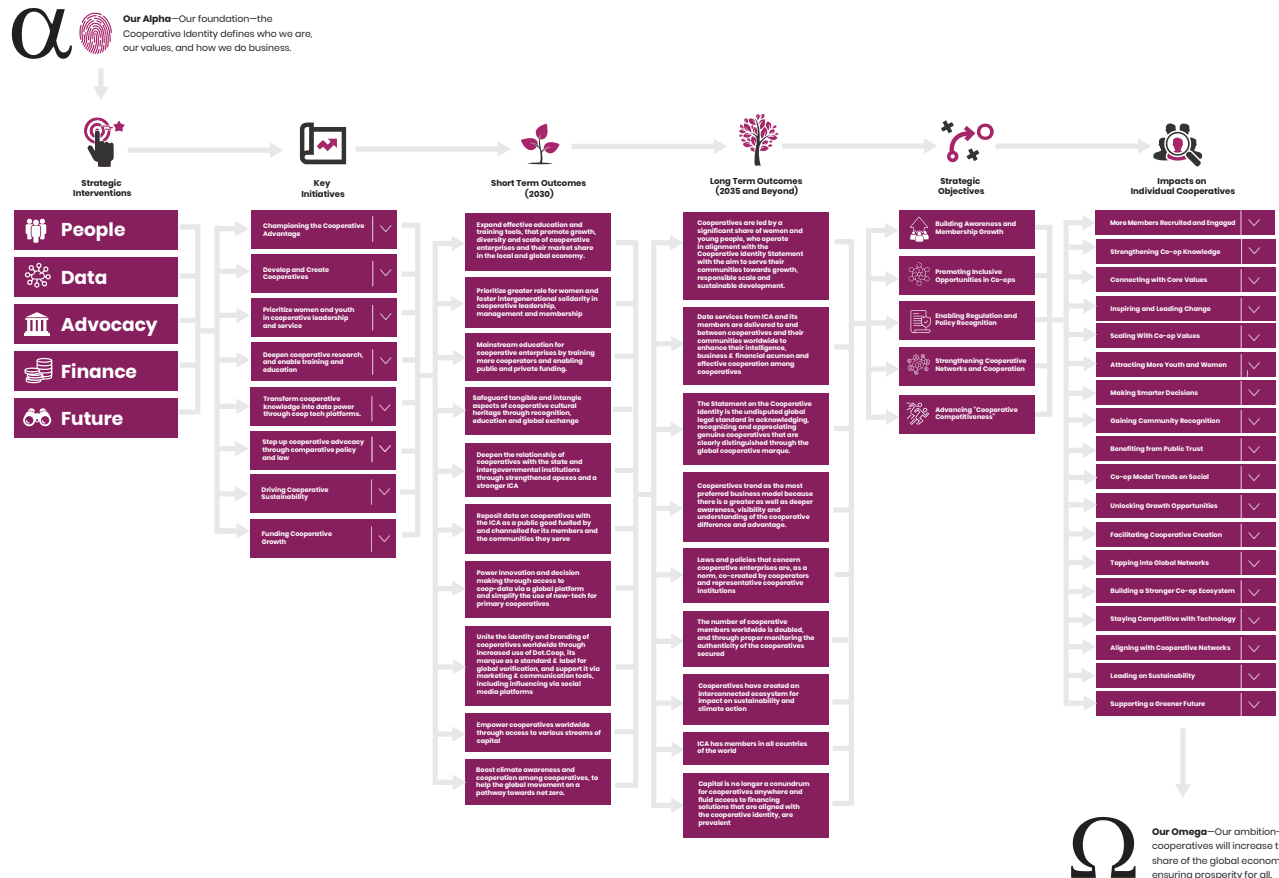 α
Our Alpha—Our foundation—the
Cooperative Identity defines who we are,
our values, and how we do business.
Strategic
Interventions
Key
Initiatives
Short Term Outcomes
(2030)
Long Term Outcomes
(2035 and Beyond)
Strategic
Objectives
Impacts on
Individual Cooperatives
People
Data
Advocacy
Finance
Future
Championing the Cooperative
Advantage
Develop and Create
Cooperatives
Prioritize women and youth
in cooperative leadership
and service
Deepen cooperative research,
and enable training and
education
Transform cooperative
knowledge into data power
through coop tech platforms.
Step up cooperative advocacy
through comparative policy
and law
Driving Cooperative
Sustainability
Funding Cooperative
Growth
Expand effective education and
training tools, that promote growth,
diversity and scale of cooperative
enterprises and their market share
in the local and global economy.
Prioritize greater role for women and
foster intergenerational solidarity in
cooperative leadership,
management and membership
Mainstream education for
cooperative enterprises by training
more cooperators and enabling
public and private funding.
Safeguard tangible and intangle
aspects of cooperative cultural
heritage through recognition,
education and global exchange
Deepen the relationship of
cooperatives with the state and
intergovernmental institutions
through strengthened apexes and a
stronger ICA
Reposit data on cooperatives with
the ICA as a public good fuelled by
and channelled for its members and
the communities they serve
Power innovation and decision
making through access to
coop-data via a global platform
and simplify the use of new-tech for
primary cooperatives
Unite the identity and branding of
cooperatives worldwide through
increased use of Dot.Coop, its
marque as a standard & label for
global verification, and support it via
marketing & communication tools,
including influencing via social
media platforms
Empower cooperatives worldwide
through access to various streams of
capital
Boost climate awareness and
cooperation among cooperatives, to
help the global movement on a
pathway towards net zero.
Cooperatives are led by a
significant share of women and
young people, who operate
in alignment with the
Cooperative Identity Statement
with the aim to serve their
communities towards growth,
responsible scale and
sustainable development.
Data services from ICA and its
members are delivered to and
between cooperatives and their
communities worldwide to
enhance their intelligence,
business & financial acumen and
effective cooperation among
cooperatives
The Statement on the Cooperative
Identity is the undisputed global
legal standard in acknowledging,
recognizing and appreciating
genuine cooperatives that are
clearly distinguished through the
global cooperative marque.
Cooperatives trend as the most
preferred business model because
there is a greater as well as deeper
awareness, visibility and
understanding of the cooperative
difference and advantage.
Laws and policies that concern
cooperative enterprises are, as a
norm, co-created by cooperators
and representative cooperative
institutions
The number of cooperative
members worldwide is doubled,
and through proper monitoring the
authenticity of the cooperatives
secured
Cooperatives have created an
interconnected ecosystem for
impact on sustainability and
climate action
ICA has members in all countries
of the world
Capital is no longer a conundrum
for cooperatives anywhere and
fluid access to financing
solutions that are aligned with
the cooperative identity, are
prevalent
Building Awareness and
Membership Growth
Promoting Inclusive
Opportunities in Co-ops
Enabling Regulation and
Policy Recognition
Strengthening Cooperative
Networks and Cooperation
Advancing "Cooperative
Competitiveness"
More Members Recruited and Engaged
Strengthening Co-op Knowledge
Connecting with Core Values
Inspiring and Leading Change
Scaling With Co-op Values
Attracting More Youth and Women
Making Smarter Decisions
Gaining Community Recognition
Benefiting from Public Trust
Co-op Model Trends on Social
Unlocking Growth Opportunities
Facilitating Cooperative Creation
Tapping into Global Networks
Building a Stronger Co-op Ecosystem
Staying Competitive with Technology
Aligning with Cooperative Networks
Leading on Sustainability
Supporting a Greener Future
Ω
Our Omega—Our ambition—
cooperatives will increase t
share of the global econom
ensuring prosperity for all.